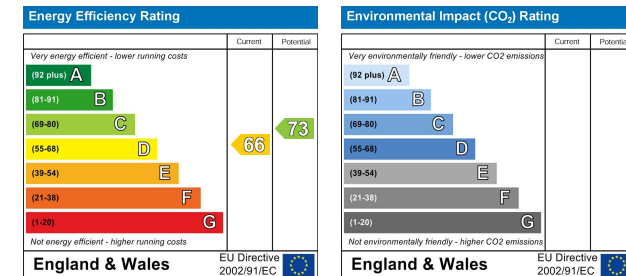 Energy Efficiency Rating
Current Potential
Very energy efficient - lower running costs
(92 plus) A
(81-91) B
(69-80) C
(55-68) D
(39-54) E
(21-38) F
(1-20) G
66
73
Not energy efficient - higher running costs
England & Wales
EU Directive
2002/91/EC
Environmental Impact (CO₂) Rating
Current Potential
Very environmentally friendly - lower CO2 emissions
(92 plus) A
(81-91) B
(69-80) C
(55-68) D
(39-54) E
(21-38) F
(1-20) G
Not environmentally friendly - higher CO2 emissions
England & Wales
EU Directive
2002/91/EC